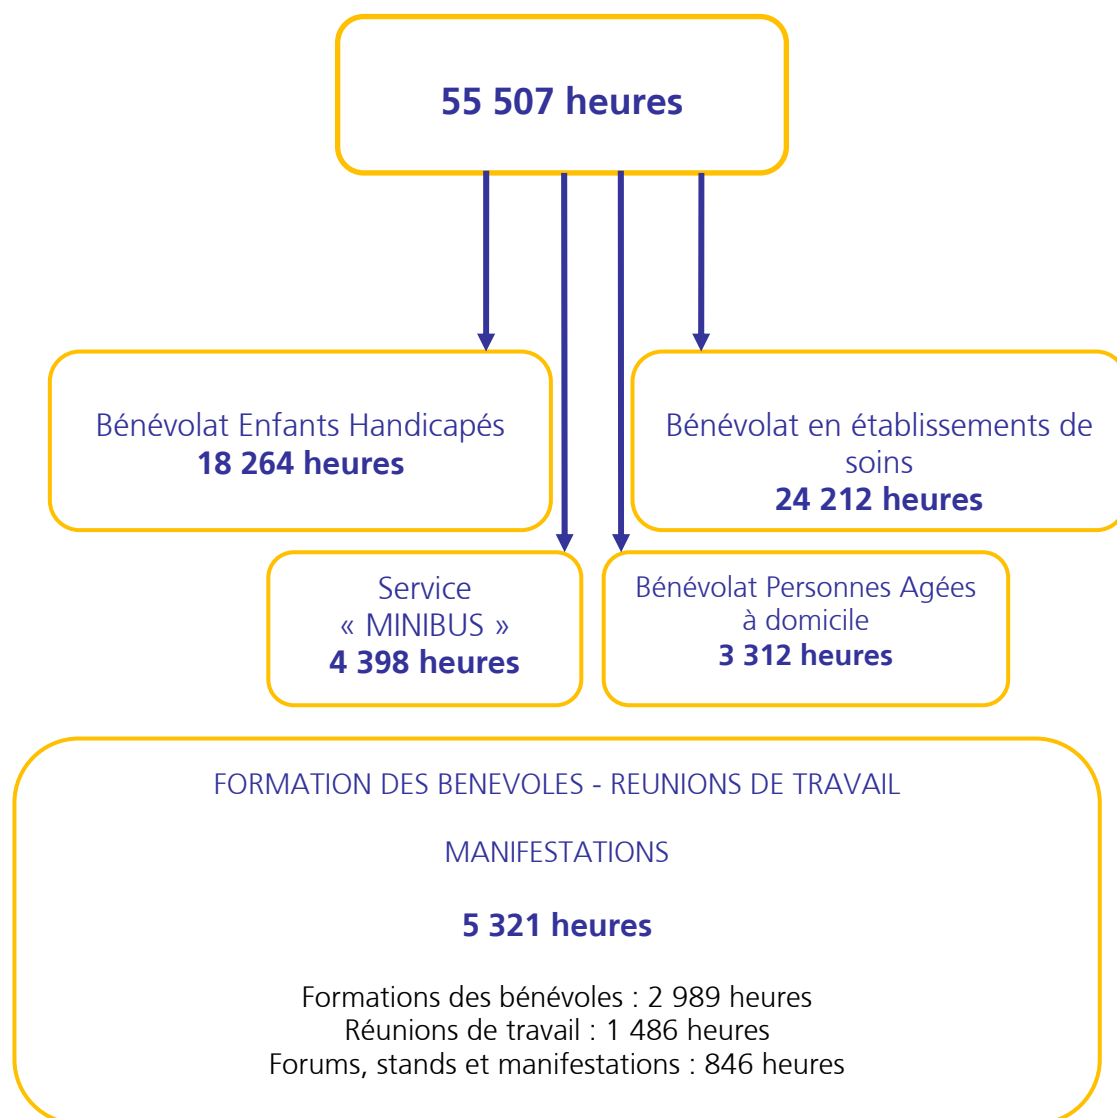 55 507 heures
Bénévolat Enfants Handicapés
18 264 heures
Bénévolat en établissements de
soins
24 212 heures
Service
« MINIBUS »
4 398 heures
Bénévolat Personnes Agées
à domicile
3 312 heures
FORMATION DES BENEVOLES - REUNIONS DE TRAVAIL
MANIFESTATIONS
5 321 heures
Formations des bénévoles : 2 989 heures
Réunions de travail : 1 486 heures
Forums, stands et manifestations : 846 heures